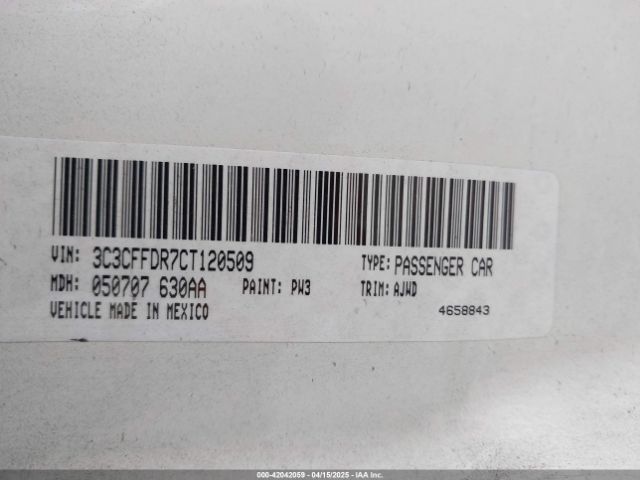 VIN: 3C3CFFDR7CT120509 TYPE: PASSENGER CAR
MDH: 050707 630AA PAINT: PW3 TRIM: AJWD
VEHICLE MADE IN MEXICO 4658843
000-42042059 - 04/15/2025 - IAA Inc.